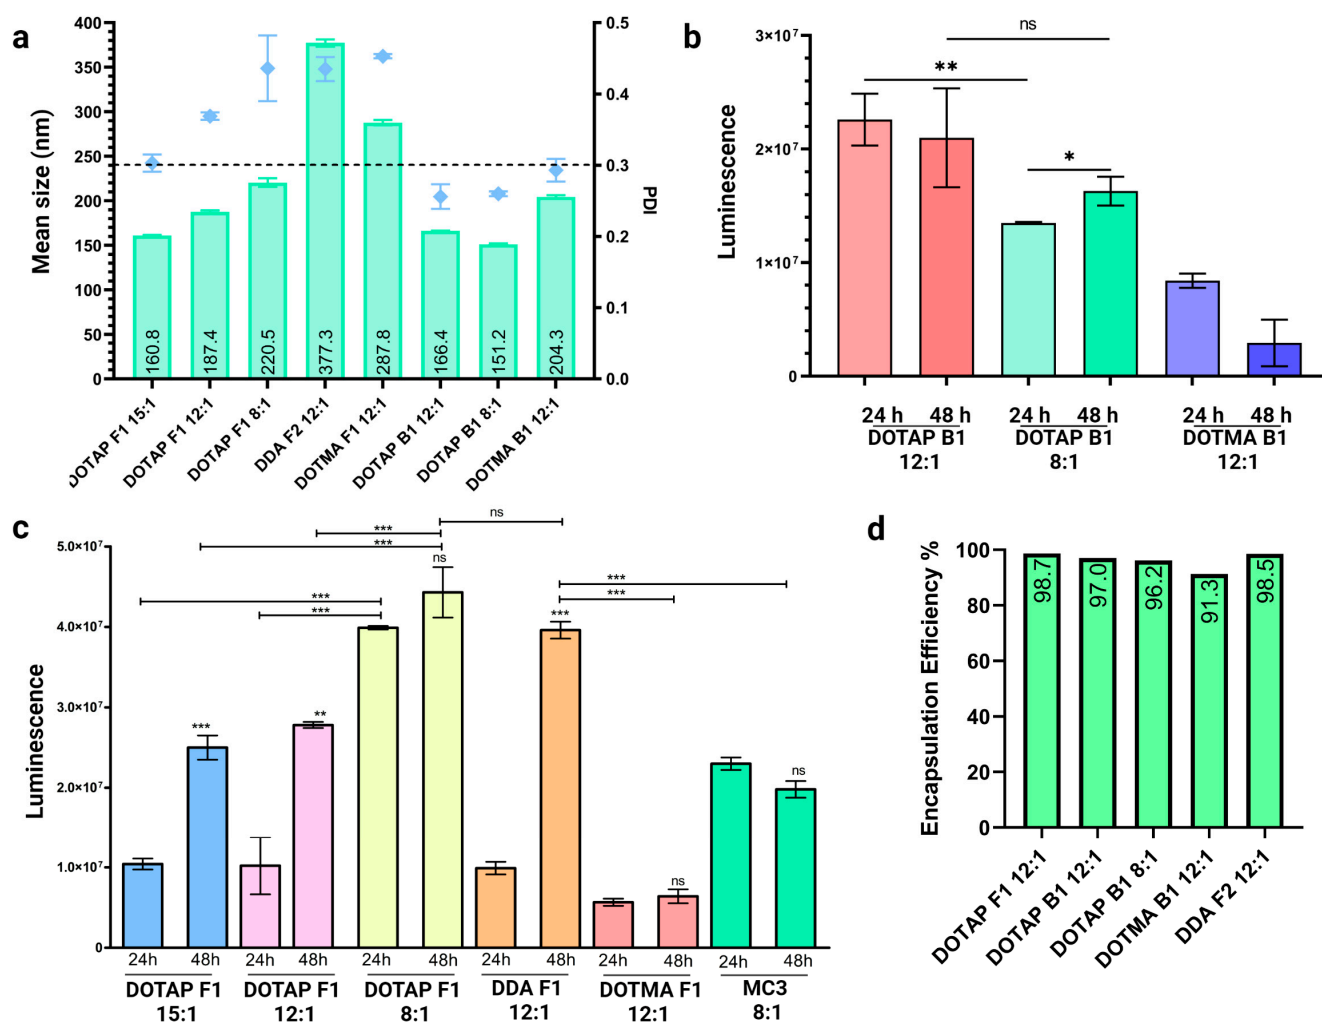 a
400
350
300
250
200
150
100
50
0
Mean size (nm)
0.5
0.4
0.3
0.2
0.1
0.0
PDI
160.8
187.4
220.5
377.3
287.8
166.4
151.2
204.3
DOTAP F1 15:1
DOTAP F1 12:1
DOTAP F1 8:1
DDA F2 12:1
DOTMA F1 12:1
DOTAP B1 12:1
DOTAP B1 8:1
DOTMA B1 12:1
b
3×10⁷
2×10⁷
1×10⁷
0
Luminescence
ns
**
*
24 h 48 h 24 h 48 h 24 h 48 h
DOTAP B1 DOTAP B1 DOTMA B1
12:1 8:1 12:1
c
5.0×10⁷
4.0×10⁷
3.0×10⁷
2.0×10⁷
1.0×10⁷
0
Luminescence
ns
***
***
ns
***
***
***
***
***
***
**
ns
ns
24h 48h 24h 48h 24h 48h 24h 48h 24h 48h 24h 48h
DOTAP F1 DOTAP F1 DOTAP F1 DDA F1 DOTMA F1 MC3
15:1 12:1 8:1 12:1 12:1 8:1
d
100
80
60
40
20
0
Encapsulation Efficiency %
98.7
97.0
96.2
91.3
98.5
DOTAP F1 12:1
DOTAP B1 12:1
DOTAP B1 8:1
DOTMA B1 12:1
DDA F2 12:1